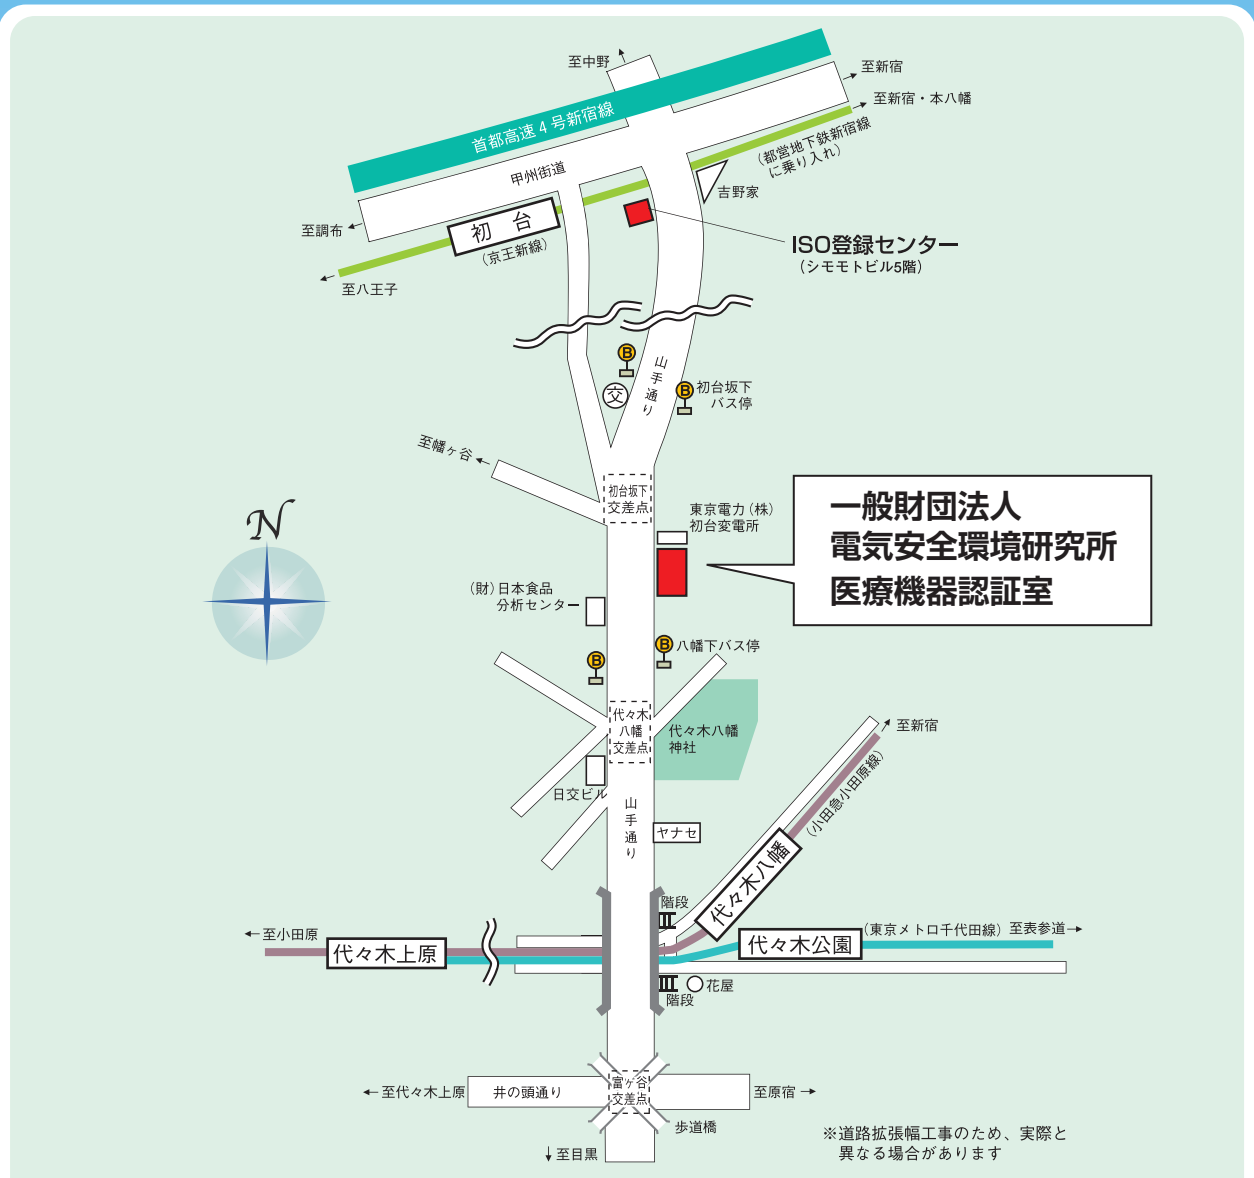 至中野
至新宿
至新宿・本八幡
首都高速4号新宿線
(都営地下鉄新宿線
に乗り入れ)
甲州街道
吉野家
至調布
初 台
(京王新線)
ISO登録センター
(シモモトビル5階)
至八王子
B
山手通り
交
B
初台坂下
バス停
至幡ヶ谷
初台坂下
交差点
東京電力(株)
初台変電所
一般財団法人
電気安全環境研究所
医療機器認証室
N
(財)日本食品
分析センター
B
八幡下バス停
B
代々木
八幡
交差点
代々木八幡
神社
至新宿
(小田急小田原線)
日交ビル
山手通り
ヤナセ
代々木八幡
階段
至小田原
代々木上原
代々木公園
(東京メトロ千代田線)
至表参道
階段
花屋
富ヶ谷
交差点
至代々木上原
井の頭通り
至原宿
歩道橋
至目黒
※道路拡張幅工事のため、実際と
異なる場合があります